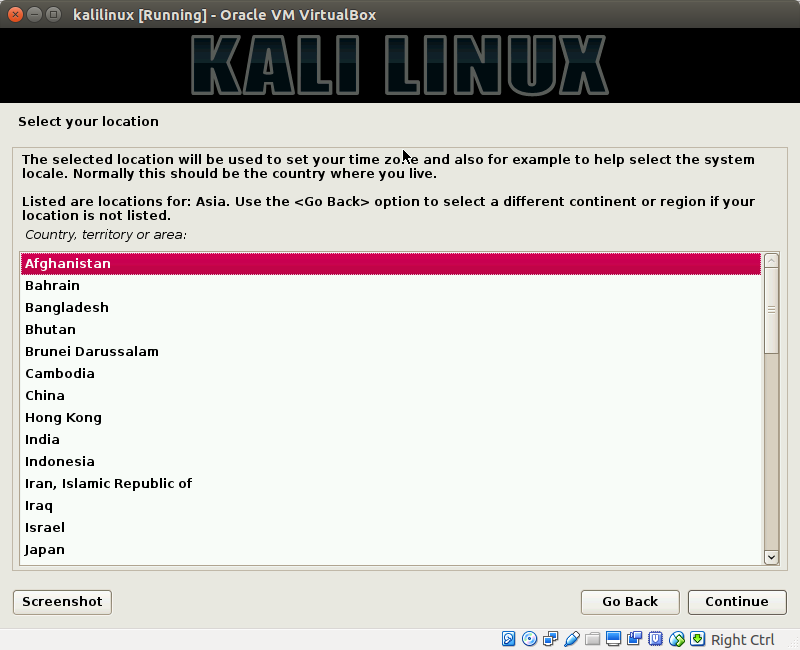 kalilinux [Running] - Oracle VM VirtualBox
KALI LINUX
Select your location
The selected location will be used to set your time zone and also for example to help select the system
locale. Normally this should be the country where you live.
Listed are locations for: Asia. Use the <Go Back> option to select a different continent or region if your
location is not listed.
Country, territory or area:
Afghanistan
Bahrain
Bangladesh
Bhutan
Brunei Darussalam
Cambodia
China
Hong Kong
India
Indonesia
Iran, Islamic Republic of
Iraq
Israel
Japan
Screenshot
Go Back
Continue
Right Ctrl